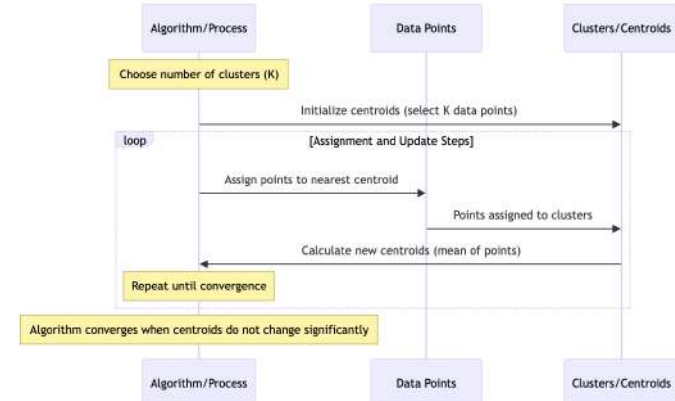 Algorithm/Process Data Points Clusters/Centroids
Choose number of clusters (K)
Initialize centroids (select K data points)
loop [Assignment and Update Steps]
Assign points to nearest centroid
Points assigned to clusters
Calculate new centroids (mean of points)
Repeat until convergence
Algorithm converges when centroids do not change significantly
Algorithm/Process Data Points Clusters/Centroids